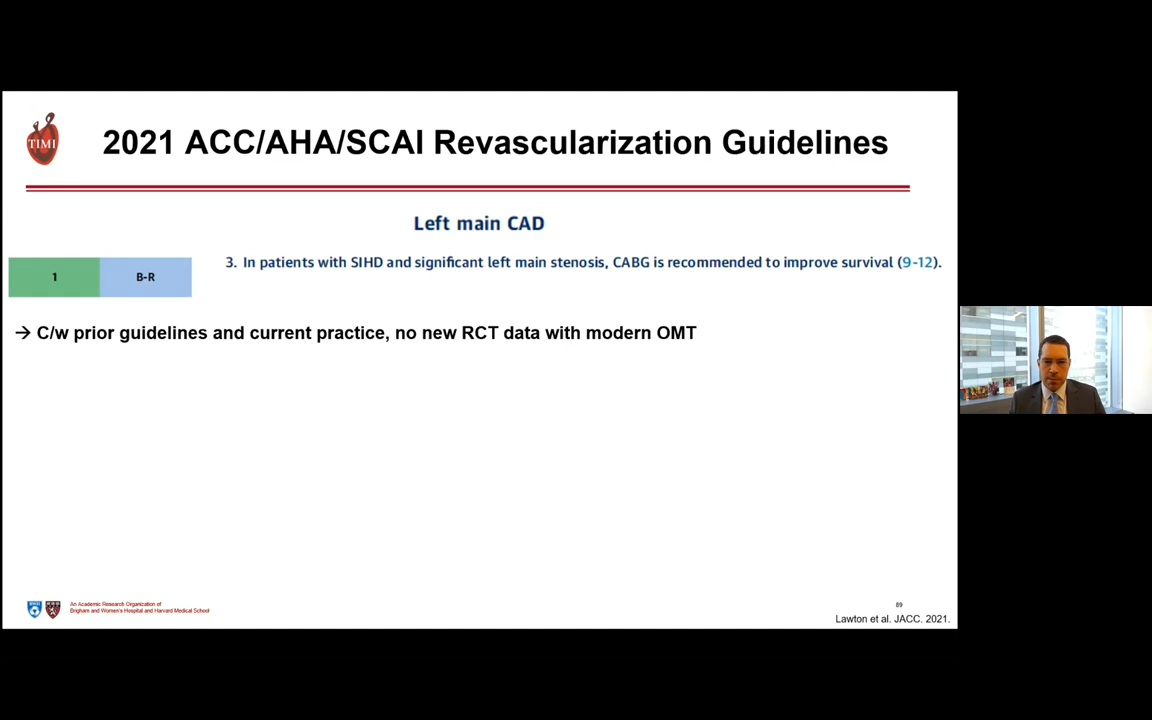 TIMI
2021 ACC/AHA/SCAI Revascularization Guidelines
Left main CAD
1 B-R
3. In patients with SIHD and significant left main stenosis, CABG is recommended to improve survival (9-12).
→ C/w prior guidelines and current practice, no new RCT data with modern OMT
An Academic Research Organization of
Brigham and Women's Hospital and Harvard Medical School
89
Lawton et al. JACC. 2021.